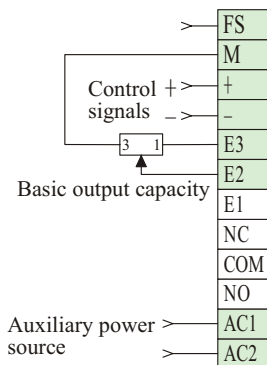 FS
M
Control + +
signals – –
3 1 E3
E2
Basic output capacity
E1
NC
COM
NO
Auxiliary power AC1
source
AC2